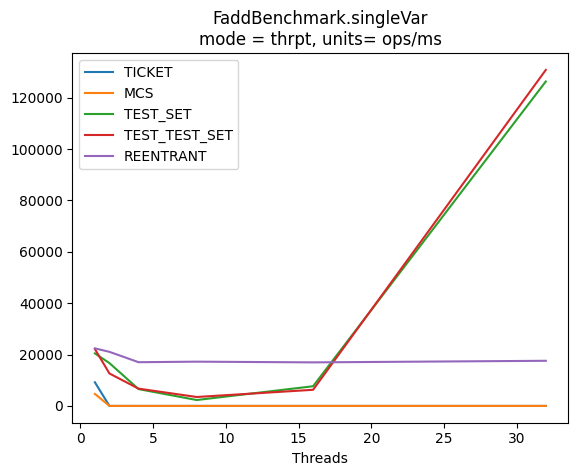 FaddBenchmark.singleVar
mode = thrpt, units= ops/ms
TICKET
MCS
TEST_SET
TEST_TEST_SET
REENTRANT
120000
100000
80000
60000
40000
20000
0
0 5 10 15 20 25 30
Threads